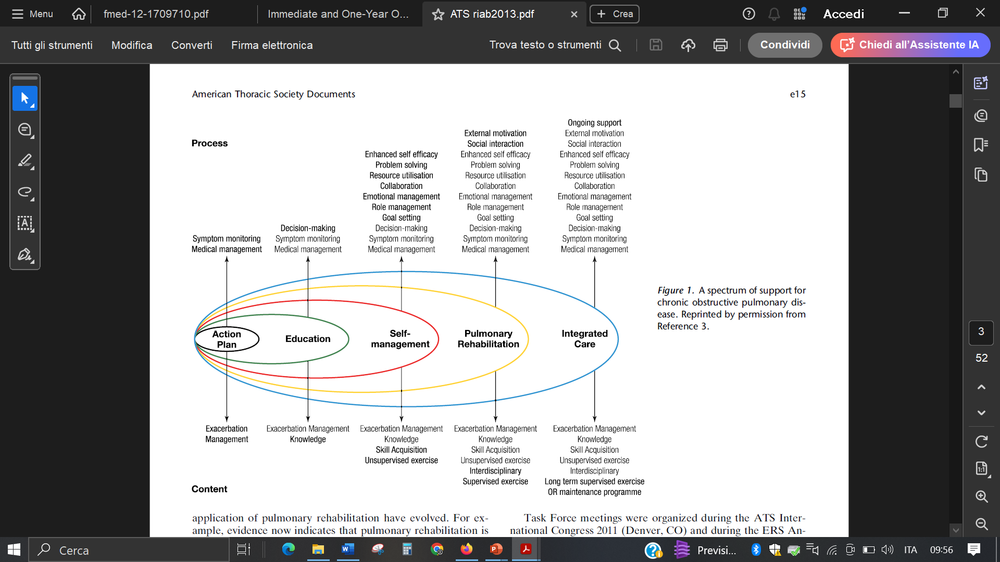 Menu
fmed-12-1709710.pdf
Immediate and One-Year O...
ATS riab2013.pdf
Crea
Accedi
Tutti gli strumenti
Modifica
Converti
Firma elettronica
Trova testo o strumenti
Condividi
Chiedi all'Assistente IA
American Thoracic Society Documents
e15
Process
Symptom monitoring
Medical management
Decision-making
Symptom monitoring
Medical management
Enhanced self efficacy
Problem solving
Resource utilisation
Collaboration
Emotional management
Role management
Goal setting
Decision-making
Symptom monitoring
Medical management
External motivation
Social interaction
Enhanced self efficacy
Problem solving
Resource utilisation
Collaboration
Emotional management
Role management
Goal setting
Decision-making
Symptom monitoring
Medical management
Ongoing support
External motivation
Social interaction
Enhanced self efficacy
Problem solving
Resource utilisation
Collaboration
Emotional management
Role management
Goal setting
Decision-making
Symptom monitoring
Medical management
Action
Plan
Education
Self-
management
Pulmonary
Rehabilitation
Integrated
Care
Figure 1. A spectrum of support for
chronic obstructive pulmonary dis-
ease. Reprinted by permission from
Reference 3.
Exacerbation
Management
Exacerbation Management
Knowledge
Exacerbation Management
Knowledge
Skill Acquisition
Unsupervised exercise
Exacerbation Management
Knowledge
Skill Acquisition
Unsupervised exercise
Interdisciplinary
Supervised exercise
Exacerbation Management
Knowledge
Skill Acquisition
Unsupervised exercise
Interdisciplinary
Long term supervised exercise
OR maintenance programme
Content
application of pulmonary rehabilitation have evolved. For ex-
ample, evidence now indicates that pulmonary rehabilitation is
Task Force meetings were organized during the ATS Inter-
national Congress 2011 (Denver, CO) and during the ERS An-
3
52
1:1
Cerca
Previsi...
ITA
09:56